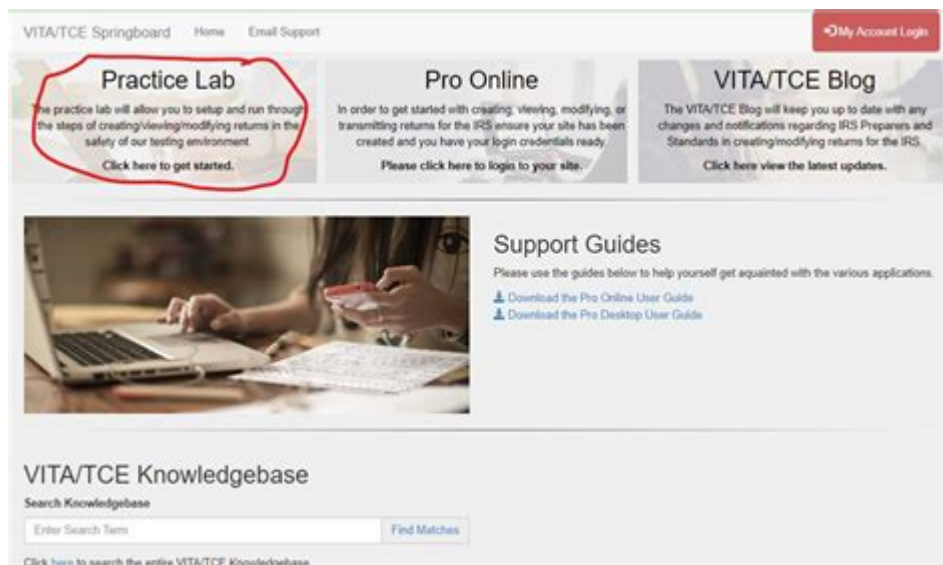 VITA/TCE Springboard Home Email Support
My Account Login
Practice Lab
The practice lab will allow you to setup and run through
the steps of creating/viewing/modifying returns in the
safety of our testing environment.
Click here to get started.
Pro Online
In order to get started with creating, viewing, modifying, or
transmitting returns for the IRS ensure your site has been
created and you have your login credentials ready.
Please click here to login to your site.
VITA/TCE Blog
The VITA/TCE Blog will keep you up to date with any
changes and notifications regarding IRS Preparers and
Standards in creating/modifying returns for the IRS.
Click here view the latest updates.
Support Guides
Please use the guides below to help yourself get aquainted with the various applications.
Download the Pro Online User Guide
Download the Pro Desktop User Guide
VITA/TCE Knowledgebase
Search Knowledgebase
Enter Search Term
Find Matches
Click here to search the entire VITA/TCE Knowledgebase